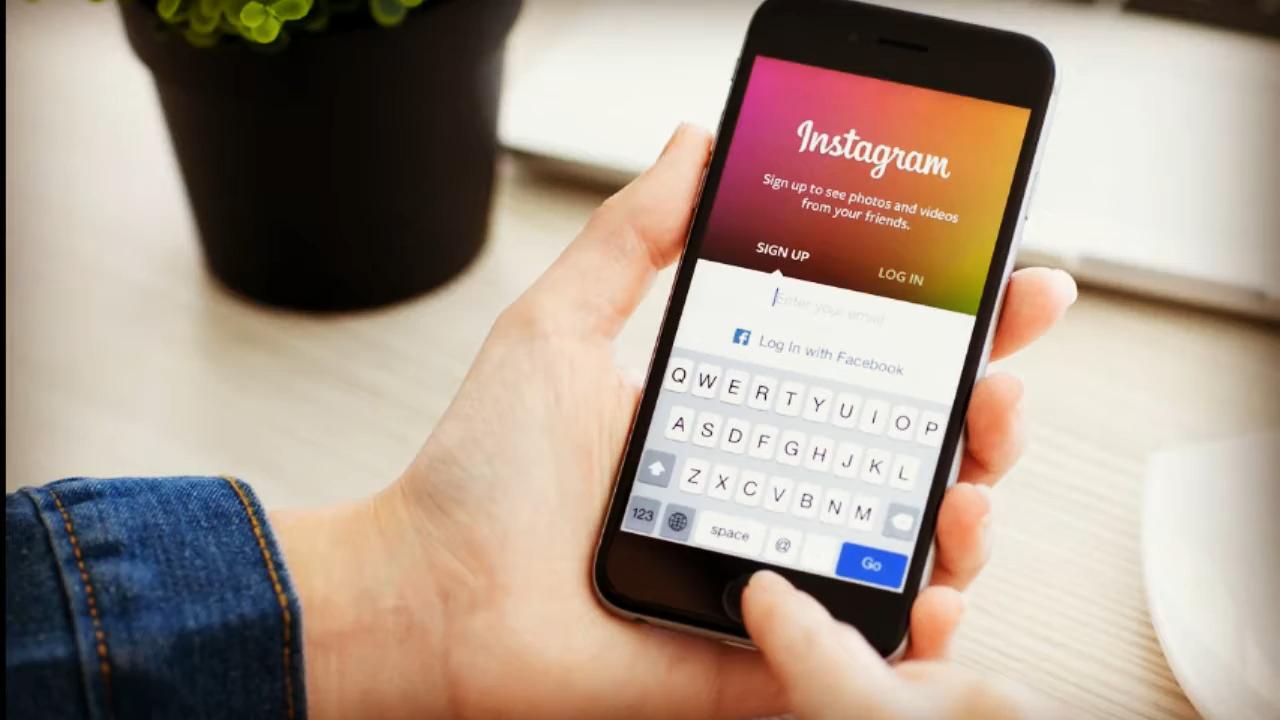 Instagram
Sign up to see photos and videos
from your friends.
SIGN UP
LOG IN
Enter your email
f
Log In with Facebook
Q W E R T Y U I O P
A S D F G H J K L
Z X C V B N M
123
space
@
.
Go